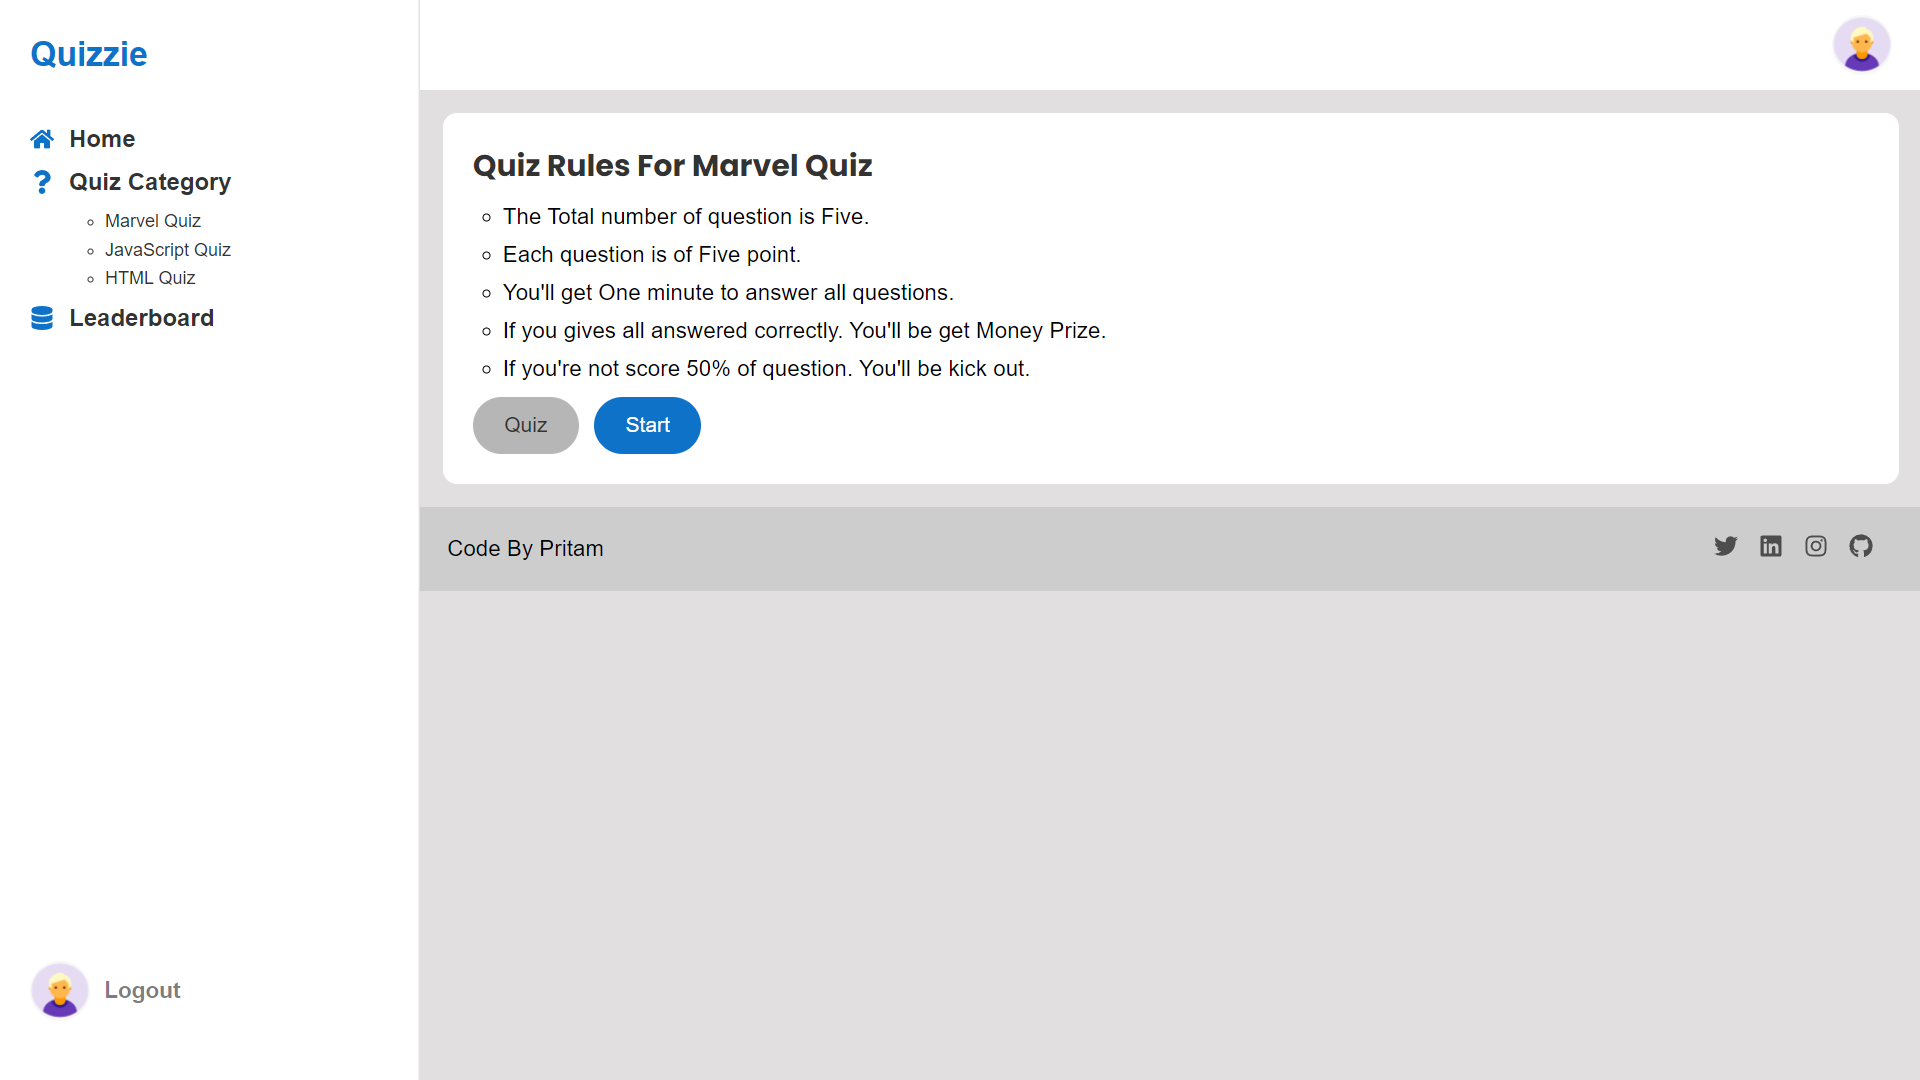 Quizzie
Home
Quiz Category
Marvel Quiz
JavaScript Quiz
HTML Quiz
Leaderboard
Logout
Quiz Rules For Marvel Quiz
The Total number of question is Five.
Each question is of Five point.
You'll get One minute to answer all questions.
If you gives all answered correctly. You'll be get Money Prize.
If you're not score 50% of question. You'll be kick out.
Quiz Start
Code By Pritam